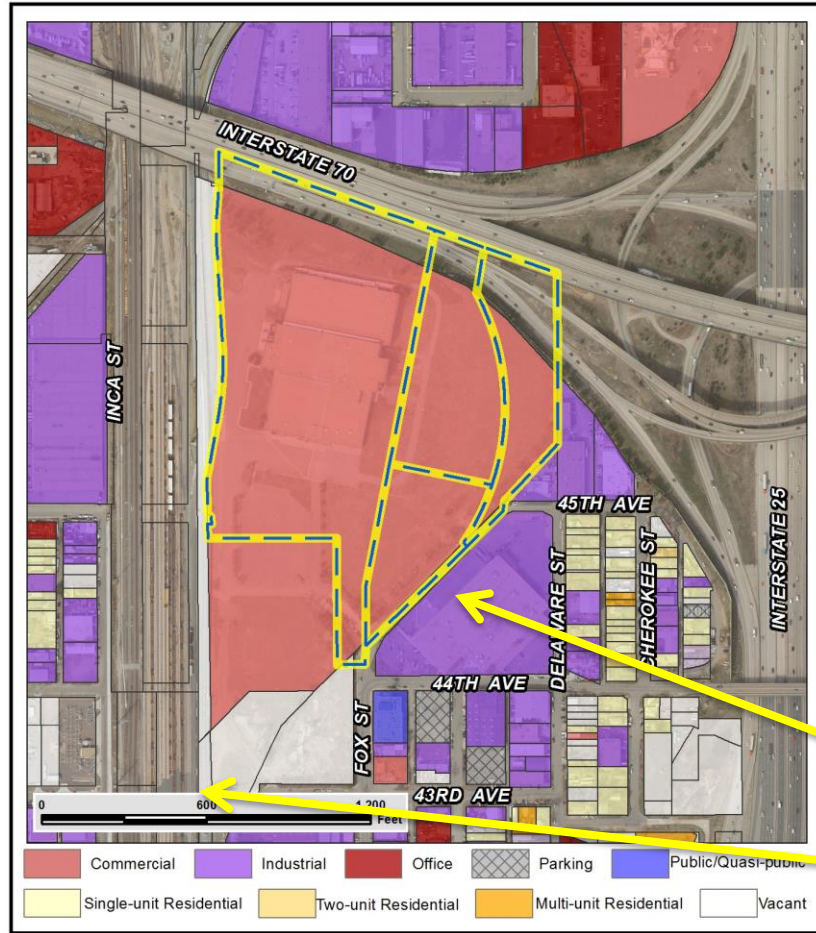 INTERSTATE 70
INCA ST
45TH AVE
DELAWARE ST
CHEROKEE ST
INTERSTATE 25
44TH AVE
FOX ST
43RD AVE
0 600 1,200
Feet
Commercial Industrial Office Parking Public/Quasi-public
Single-unit Residential Two-unit Residential Multi-unit Residential Vacant